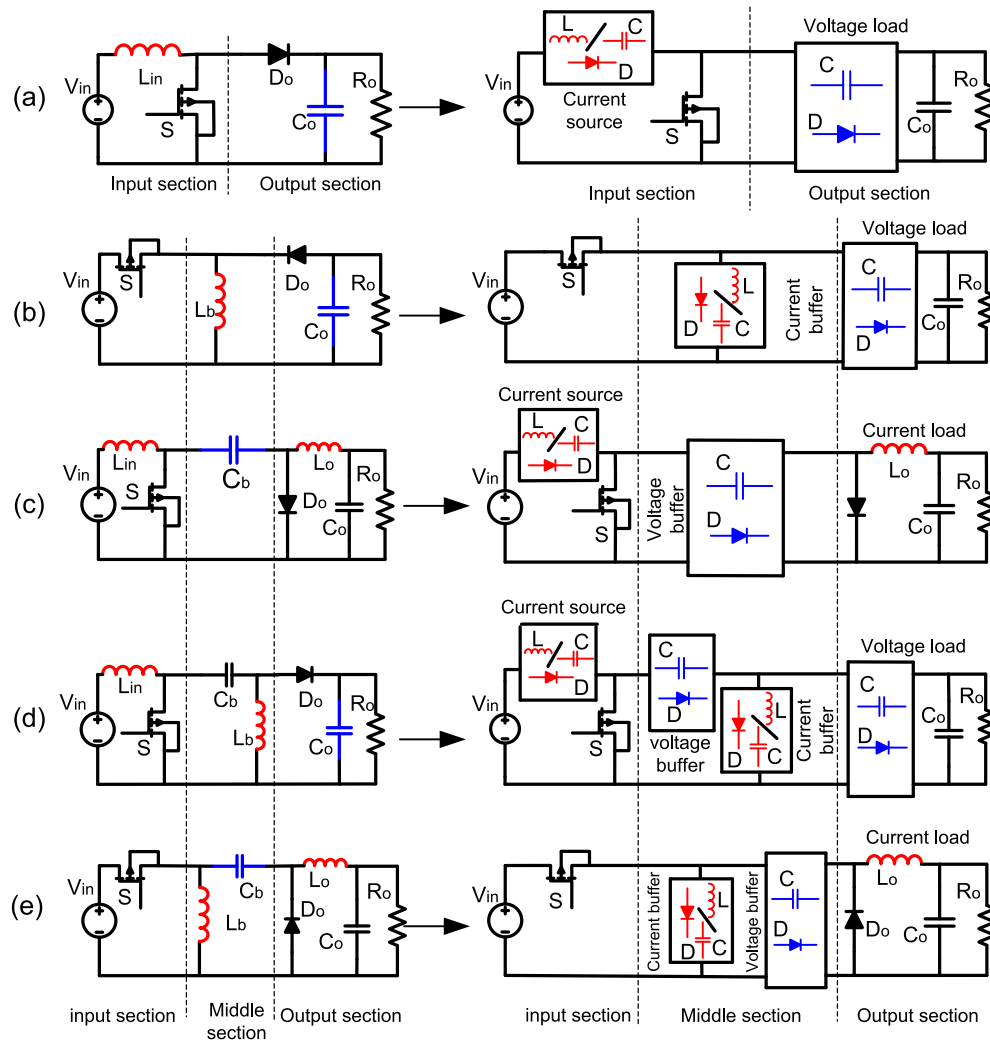 (a)
Vin
Lin
S
Do
Co
Ro
Input section
Output section
Vin
L
C
D
Current
source
S
Voltage load
C
D
Co
Ro
Input section
Output section
(b)
Vin
S
Lb
Do
Co
Ro
Vin
S
L
D
C
Current
buffer
Voltage load
C
D
Co
Ro
(c)
Vin
Lin
S
Cb
Do
Lo
Co
Ro
Current source
Vin
L
C
D
S
Voltage
buffer
C
D
Current load
Lo
Co
Ro
(d)
Vin
Lin
S
Cb
Lb
Do
Co
Ro
Current source
Vin
L
C
D
S
C
D
voltage
buffer
L
D
C
Current
buffer
Voltage load
C
D
Co
Ro
(e)
Vin
S
Lb
Cb
Do
Lo
Co
Ro
input section
Middle
section
Output section
Vin
S
Current buffer
L
D
C
Voltage buffer
C
D
Current load
Lo
Do
Co
Ro
input section
Middle section
Output section